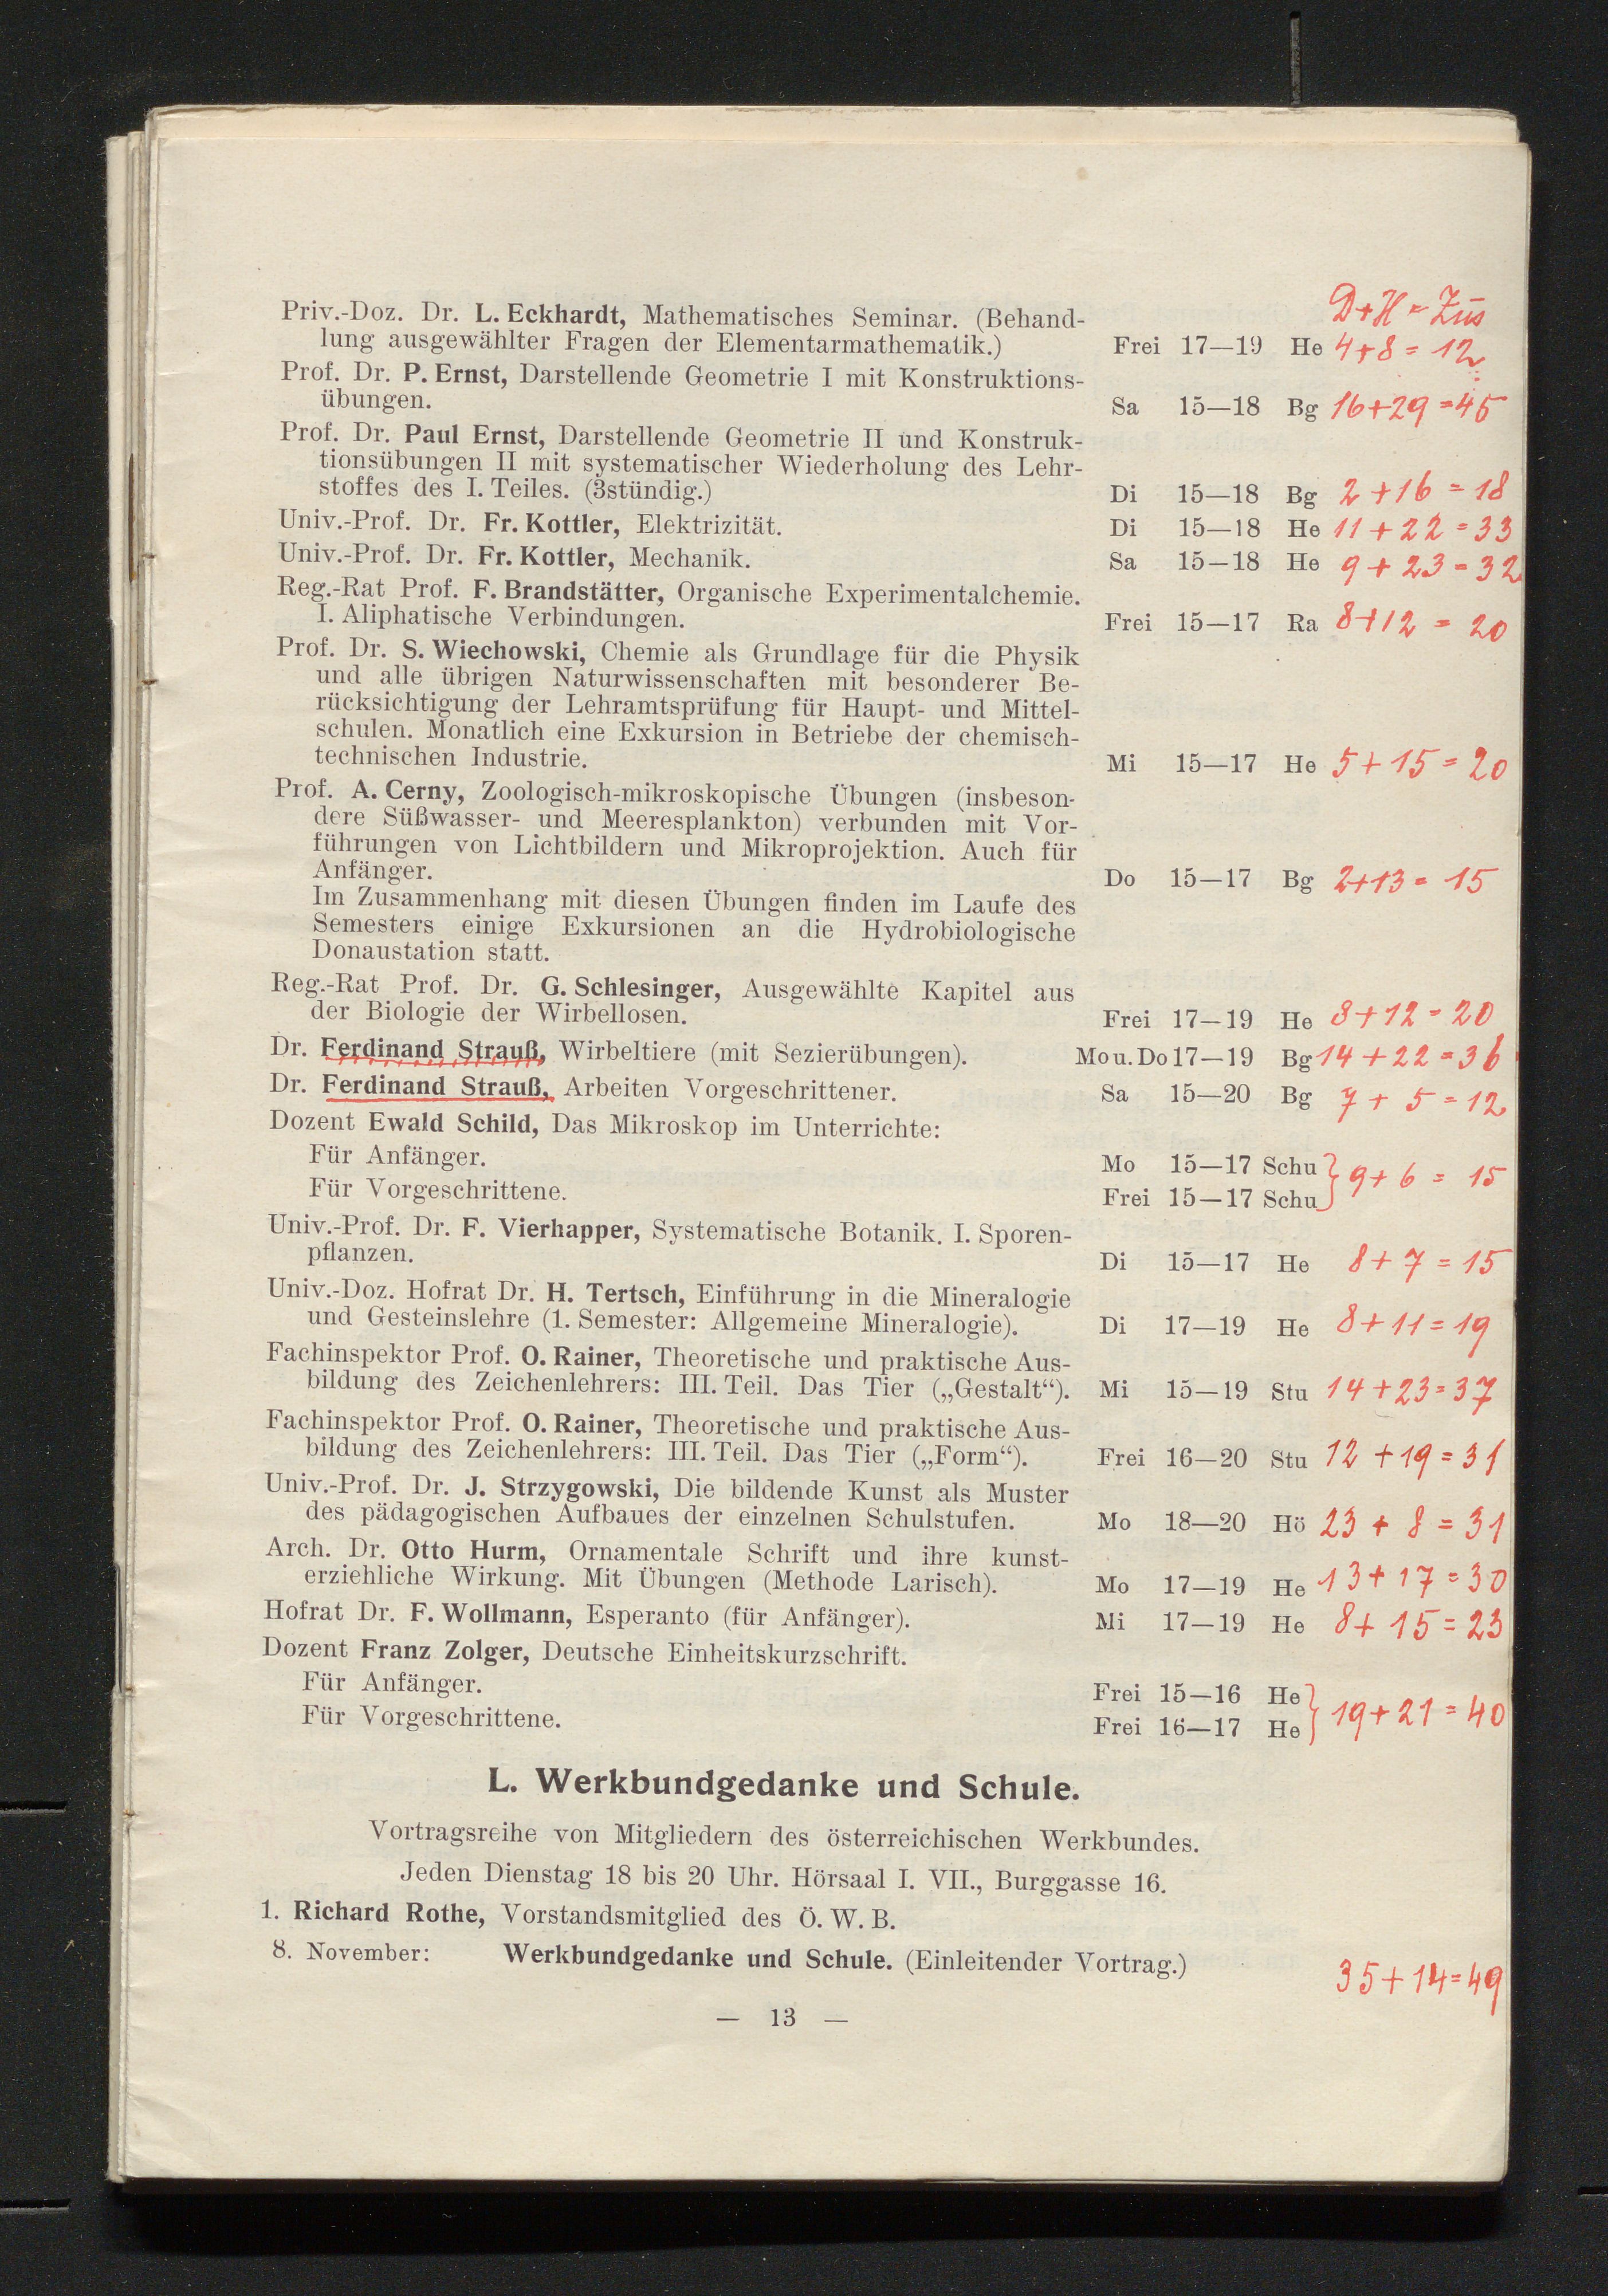 D + H = Zus
Priv.-Doz. Dr. L. Eckhardt, Mathematisches Seminar. (Behand-
lung ausgewählter Fragen der Elementarmathematik.) Frei 17—19 He 4 + 8 = 12
Prof. Dr. P. Ernst, Darstellende Geometrie I mit Konstruktions-
übungen. Sa 15—18 Bg 16 + 29 = 45
Prof. Dr. Paul Ernst, Darstellende Geometrie II und Konstruk-
tionsübungen II mit systematischer Wiederholung des Lehr-
stoffes des I. Teiles. (3stündig.) Di 15—18 Bg 2 + 16 = 18
Univ.-Prof. Dr. Fr. Kottler, Elektrizität. Di 15—18 He 11 + 22 = 33
Univ.-Prof. Dr. Fr. Kottler, Mechanik. Sa 15—18 He 9 + 23 = 32
Reg.-Rat Prof. F. Brandstätter, Organische Experimentalchemie.
I. Aliphatische Verbindungen. Frei 15—17 Ra 8 + 12 = 20
Prof. Dr. S. Wiechowski, Chemie als Grundlage für die Physik
und alle übrigen Naturwissenschaften mit besonderer Be-
rücksichtigung der Lehramtsprüfung für Haupt- und Mittel-
schulen. Monatlich eine Exkursion in Betriebe der chemisch-
technischen Industrie. Mi 15—17 He 5 + 15 = 20
Prof. A. Cerny, Zoologisch-mikroskopische Übungen (insbeson-
dere Süßwasser- und Meeresplankton) verbunden mit Vor-
führungen von Lichtbildern und Mikroprojektion. Auch für
Anfänger. Do 15—17 Bg 2 + 13 = 15
Im Zusammenhang mit diesen Übungen finden im Laufe des
Semesters einige Exkursionen an die Hydrobiologische
Donaustation statt.
Reg.-Rat Prof. Dr. G. Schlesinger, Ausgewählte Kapitel aus
der Biologie der Wirbellosen. Frei 17—19 He 8 + 12 = 20
Dr. Ferdinand Strauß, Wirbeltiere (mit Sezierübungen). Mo u. Do 17—19 Bg 14 + 22 = 36
Dr. Ferdinand Strauß, Arbeiten Vorgeschrittener. Sa 15—20 Bg 7 + 5 = 12
Dozent Ewald Schild, Das Mikroskop im Unterrichte:
Für Anfänger. Mo 15—17 Schu } 9 + 6 = 15
Für Vorgeschrittene. Frei 15—17 Schu
Univ.-Prof. Dr. F. Vierhapper, Systematische Botanik. I. Sporen-
pflanzen. Di 15—17 He 8 + 7 = 15
Univ.-Doz. Hofrat Dr. H. Tertsch, Einführung in die Mineralogie
und Gesteinslehre (1. Semester: Allgemeine Mineralogie). Di 17—19 He 8 + 11 = 19
Fachinspektor Prof. O. Rainer, Theoretische und praktische Aus-
bildung des Zeichenlehrers: III. Teil. Das Tier („Gestalt“). Mi 15—19 Stu 14 + 23 = 37
Fachinspektor Prof. O. Rainer, Theoretische und praktische Aus-
bildung des Zeichenlehrers: III. Teil. Das Tier („Form“). Frei 16—20 Stu 12 + 19 = 31
Univ.-Prof. Dr. J. Strzygowski, Die bildende Kunst als Muster
des pädagogischen Aufbaues der einzelnen Schulstufen. Mo 18—20 Hö 23 + 8 = 31
Arch. Dr. Otto Hurm, Ornamentale Schrift und ihre kunst-
erziehliche Wirkung. Mit Übungen (Methode Larisch). Mo 17—19 He 13 + 17 = 30
Hofrat Dr. F. Wollmann, Esperanto (für Anfänger). Mi 17—19 He 8 + 15 = 23
Dozent Franz Zolger, Deutsche Einheitskurzschrift.
Für Anfänger. Frei 15—16 He } 19 + 21 = 40
Für Vorgeschrittene. Frei 16—17 He
L. Werkbundgedanke und Schule.
Vortragsreihe von Mitgliedern des österreichischen Werkbundes.
Jeden Dienstag 18 bis 20 Uhr. Hörsaal I. VII., Burggasse 16.
1. Richard Rothe, Vorstandsmitglied des Ö. W. B.
8. November: Werkbundgedanke und Schule. (Einleitender Vortrag.) 35 + 14 = 49
— 13 —